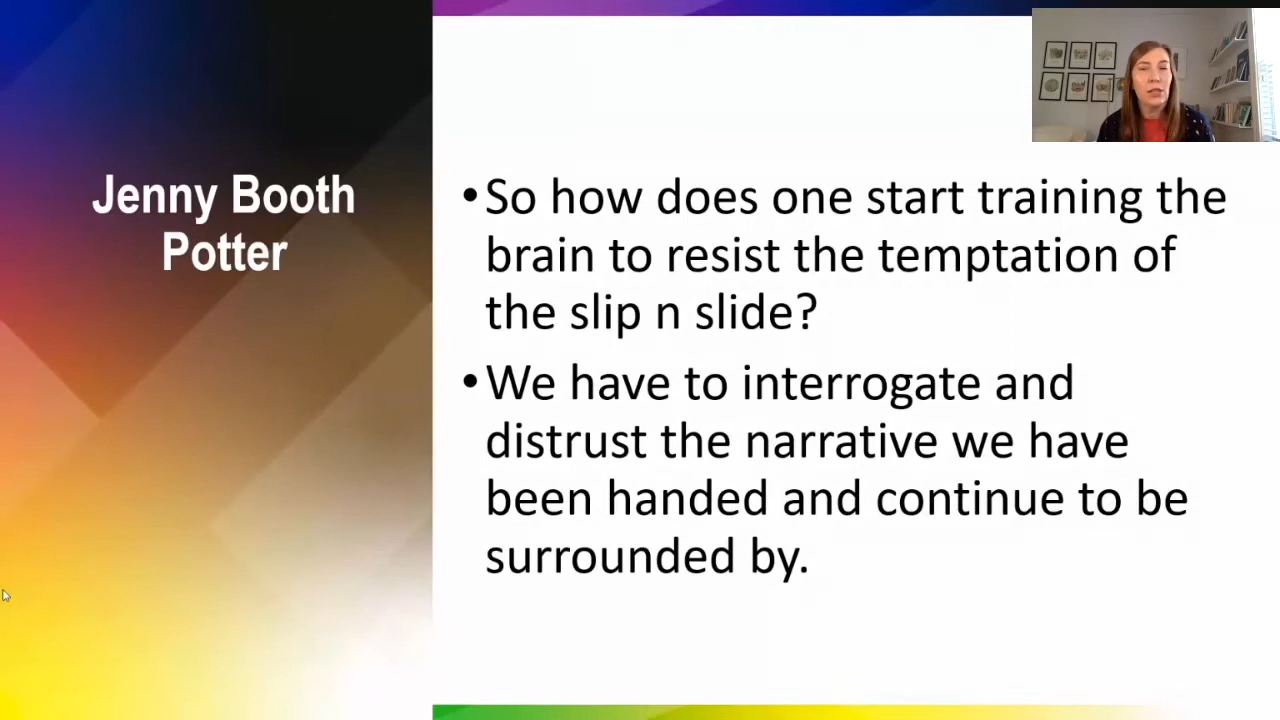 Jenny Booth
Potter
•So how does one start training the
brain to resist the temptation of
the slip n slide?
•We have to interrogate and
distrust the narrative we have
been handed and continue to be
surrounded by.